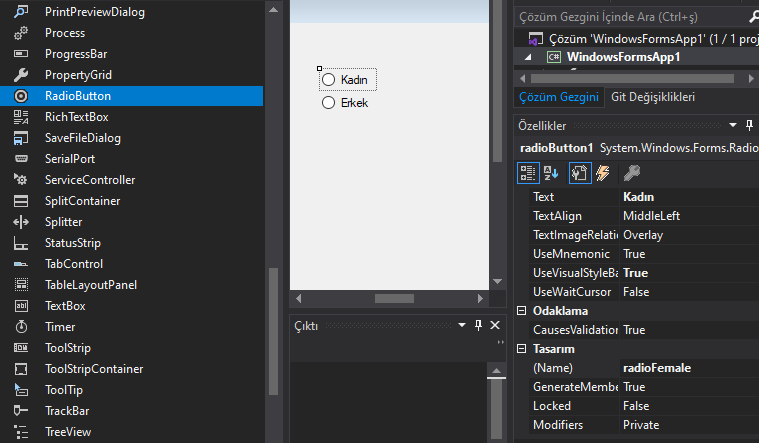 PrintPreviewDialog
Process
ProgressBar
PropertyGrid
RadioButton
RichTextBox
SaveFileDialog
SerialPort
ServiceController
SplitContainer
Splitter
StatusStrip
TabControl
TableLayoutPanel
TextBox
Timer
ToolStrip
ToolStripContainer
ToolTip
TrackBar
TreeView
Kadın
Erkek
Çıktı
Çözüm Gezgini İçinde Ara (Ctrl+ş)
Çözüm 'WindowsFormsApp1' (1 / 1 proj
C# WindowsFormsApp1
Çözüm Gezgini Git Değişiklikleri
Özellikler
radioButton1 System.Windows.Forms.Radio
Text Kadın
TextAlign MiddleLeft
TextImageRelatio Overlay
UseMnemonic True
UseVisualStyleBa True
UseWaitCursor False
Odaklama
CausesValidation True
Tasarım
(Name) radioFemale
GenerateMembe True
Locked False
Modifiers Private